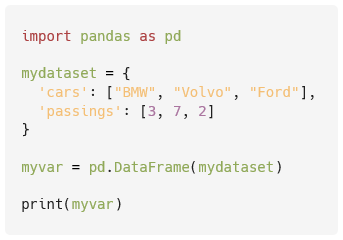 import pandas as pd

mydataset = {
  'cars': ["BMW", "Volvo", "Ford"],
  'passings': [3, 7, 2]
}

myvar = pd.DataFrame(mydataset)

print(myvar)